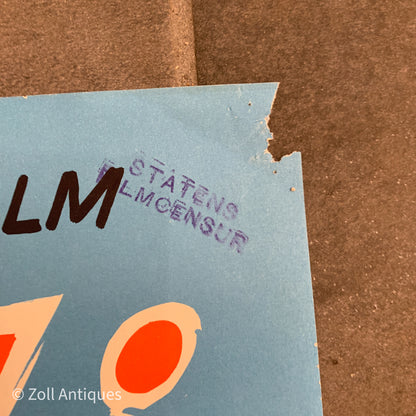 LM
STATENS
FILMCENSUR
© Zoll Antiques